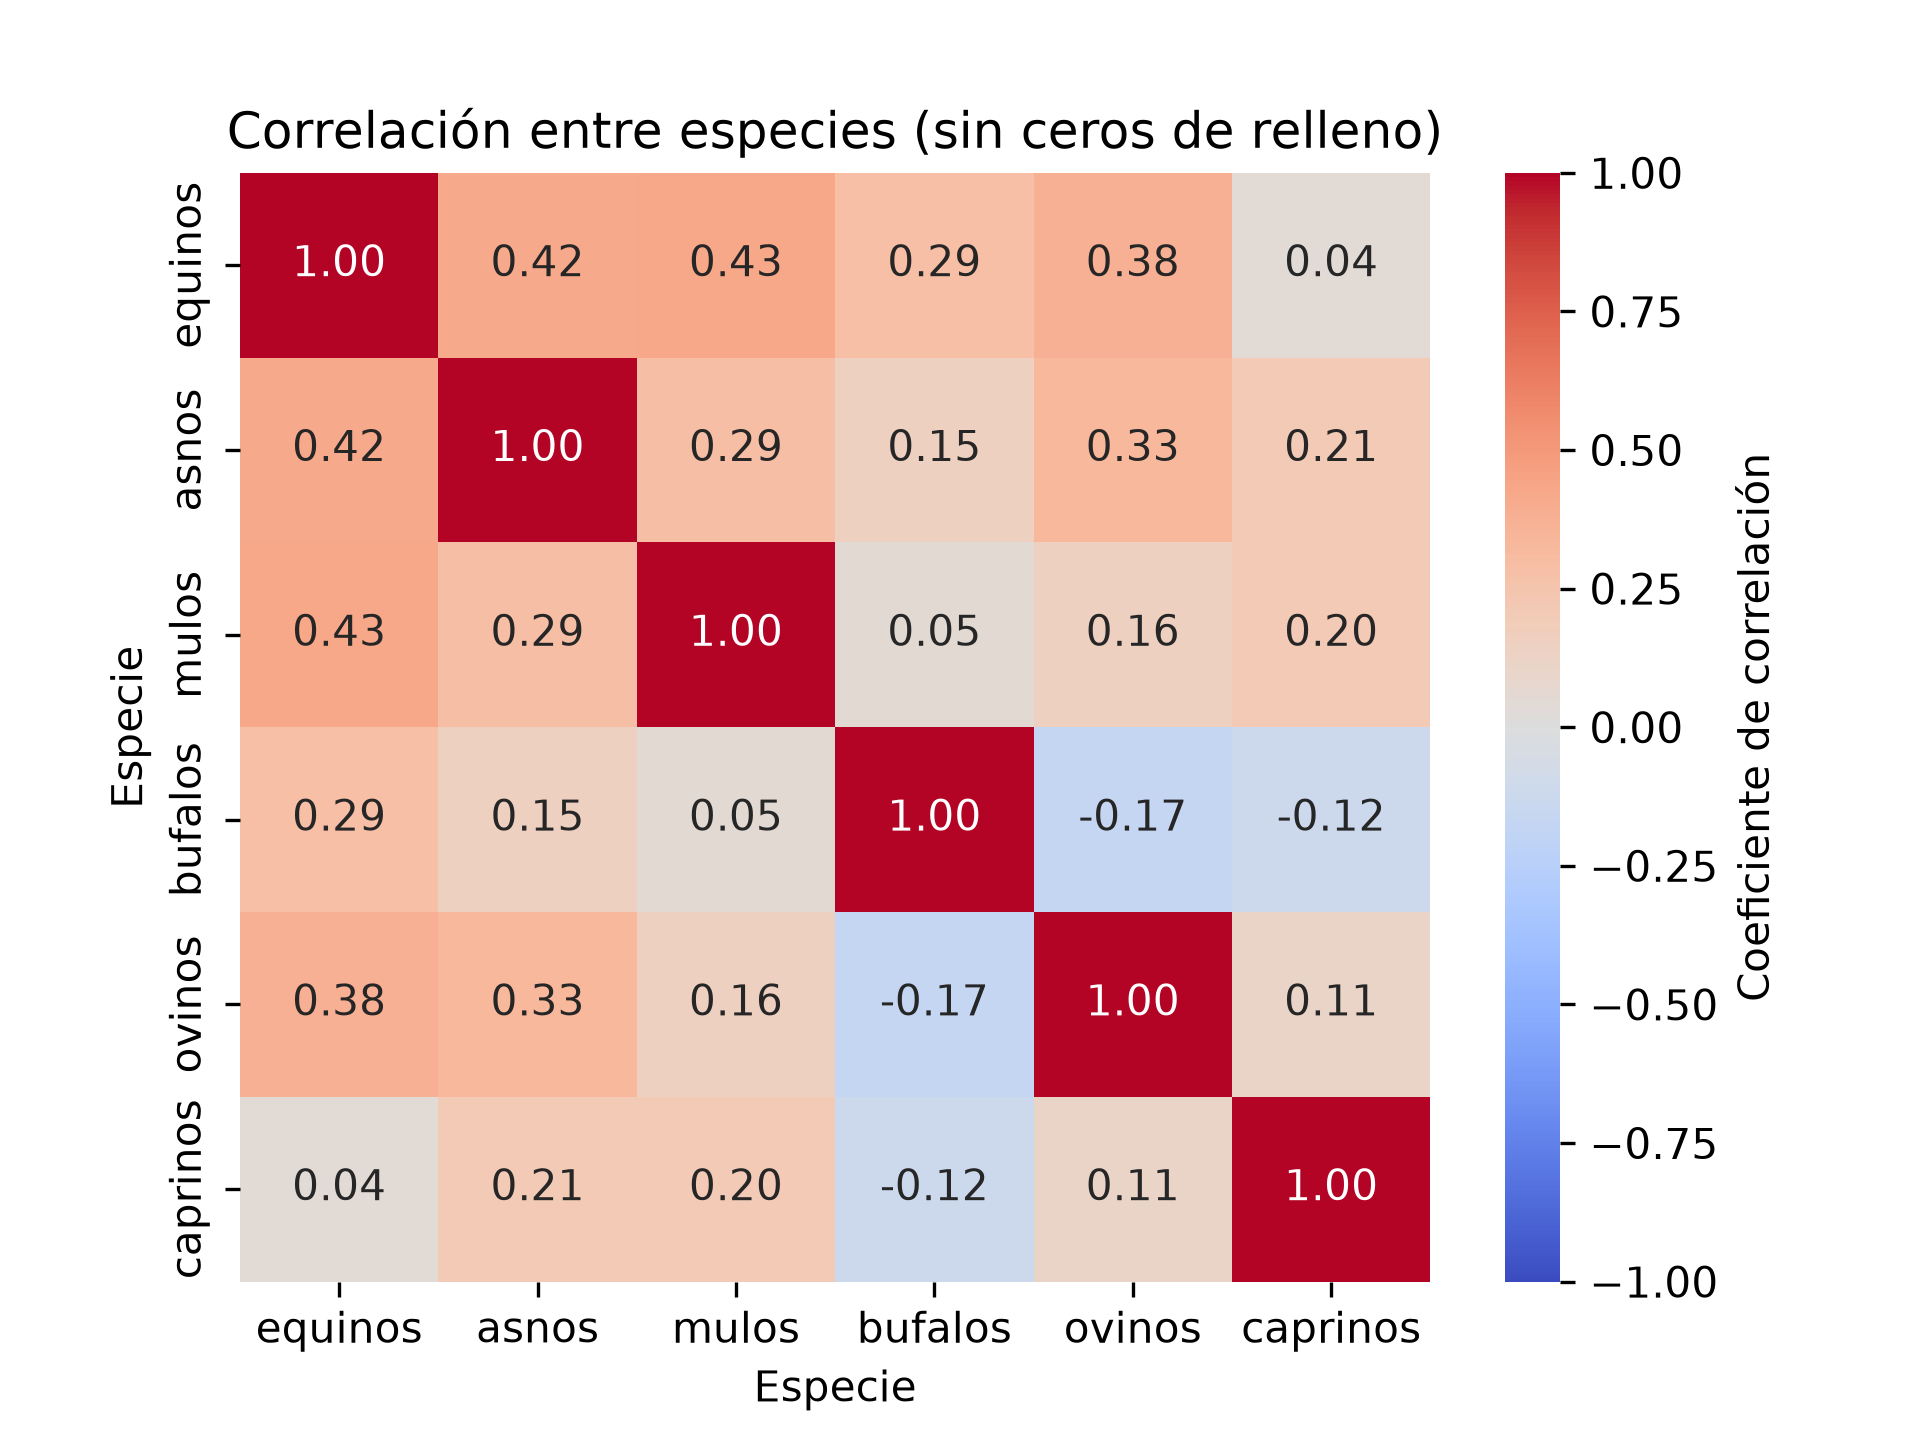 Correlación entre especies (sin ceros de relleno)
equinos 1.00 0.42 0.43 0.29 0.38 0.04
asnos 0.42 1.00 0.29 0.15 0.33 0.21
mulos 0.43 0.29 1.00 0.05 0.16 0.20
bufalos 0.29 0.15 0.05 1.00 -0.17 -0.12
ovinos 0.38 0.33 0.16 -0.17 1.00 0.11
caprinos 0.04 0.21 0.20 -0.12 0.11 1.00
equinos asnos mulos bufalos ovinos caprinos
Especie
Especie
1.00
0.75
0.50
0.25
0.00
−0.25
−0.50
−0.75
−1.00
Coeficiente de correlación